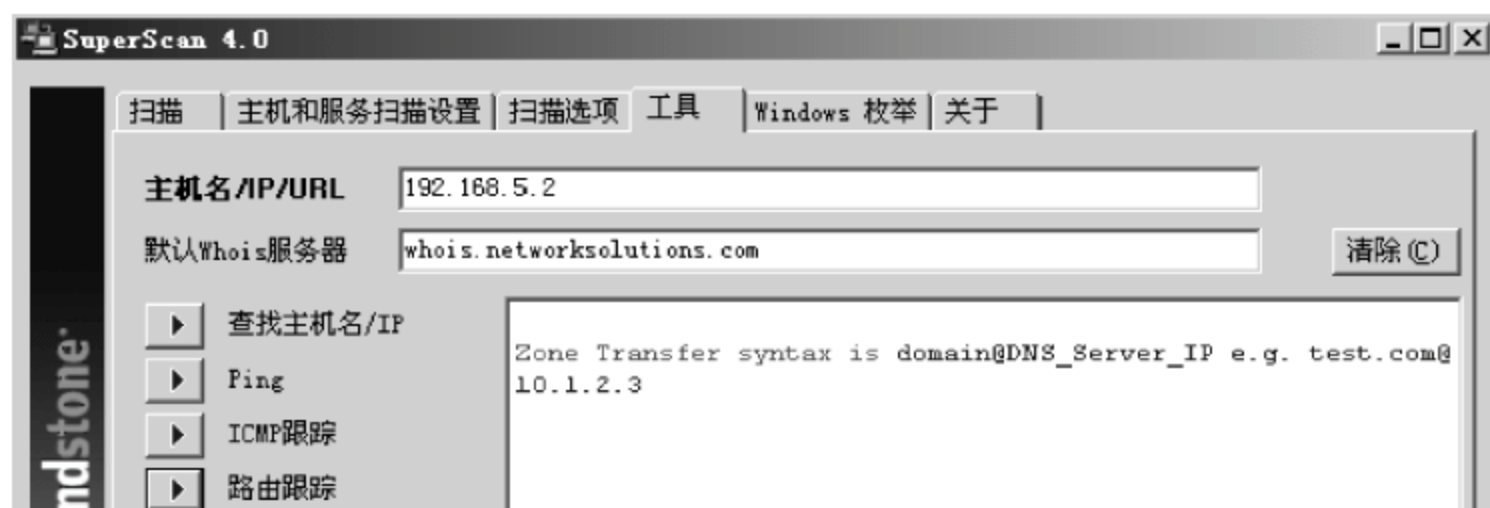 SuperScan 4.0
扫描 主机和服务扫描设置 扫描选项 工具 Windows 枚举 关于
主机名/IP/URL 192.168.5.2
默认Whois服务器 whois.networksolutions.com 清除(C)
查找主机名/IP
Ping
ICMP跟踪
路由跟踪
Zone Transfer syntax is domain@DNS_Server_IP e.g. test.com@
10.1.2.3
ndstone